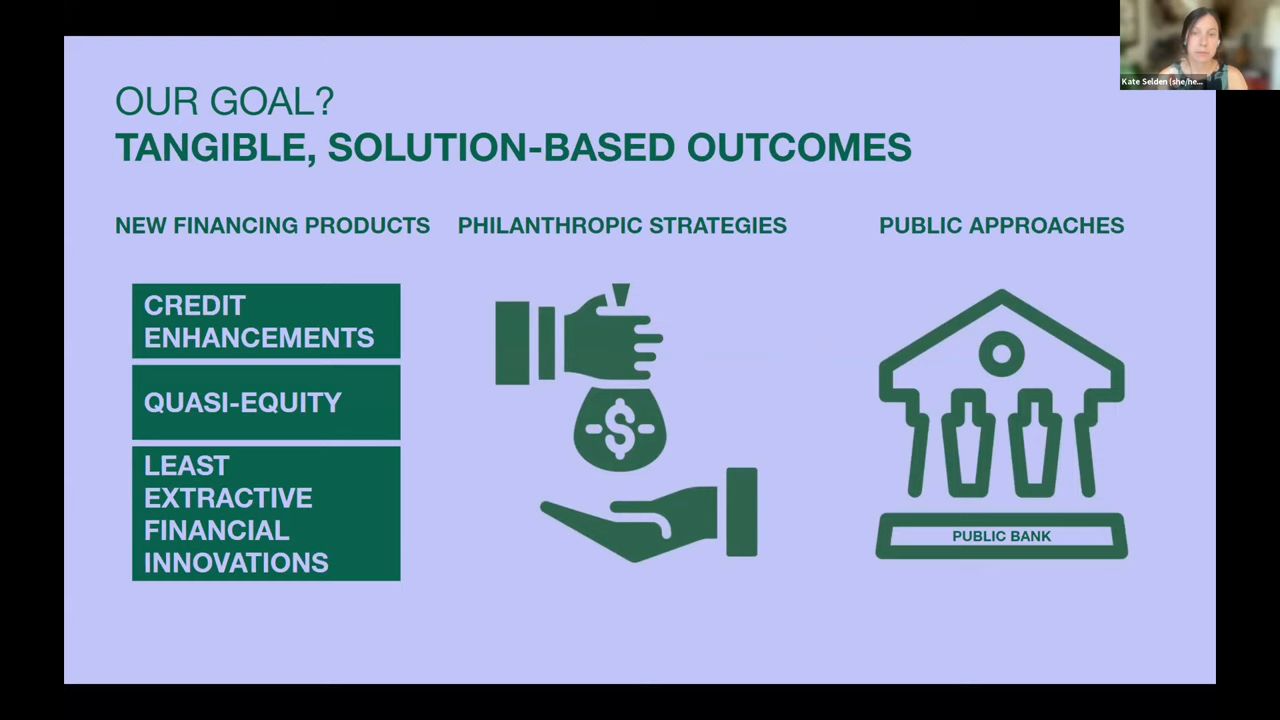 OUR GOAL?
TANGIBLE, SOLUTION-BASED OUTCOMES
NEW FINANCING PRODUCTS
PHILANTHROPIC STRATEGIES
PUBLIC APPROACHES
CREDIT
ENHANCEMENTS
QUASI-EQUITY
LEAST
EXTRACTIVE
FINANCIAL
INNOVATIONS
$
PUBLIC BANK
Kate Selden (she/he...